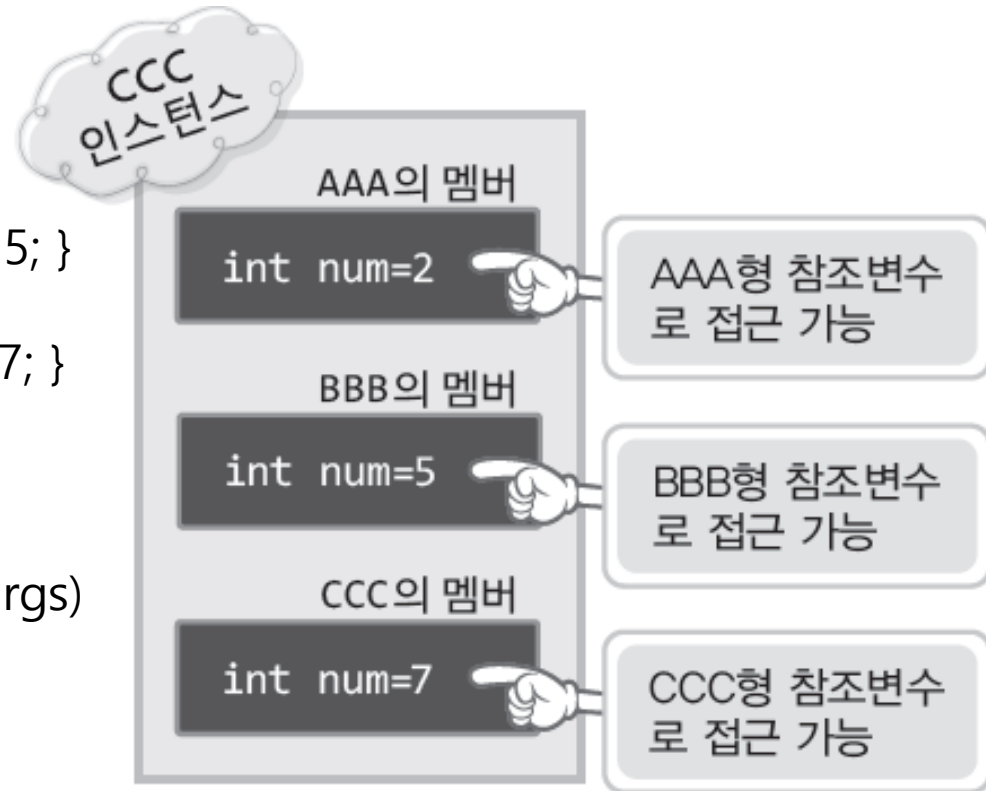 CCC
인스턴스
AAA의 멤버
int num=2
AAA형 참조변수
로 접근 가능
5; }
7; }
BBB의 멤버
int num=5
BBB형 참조변수
로 접근 가능
rgs)
CCC의 멤버
int num=7
CCC형 참조변수
로 접근 가능